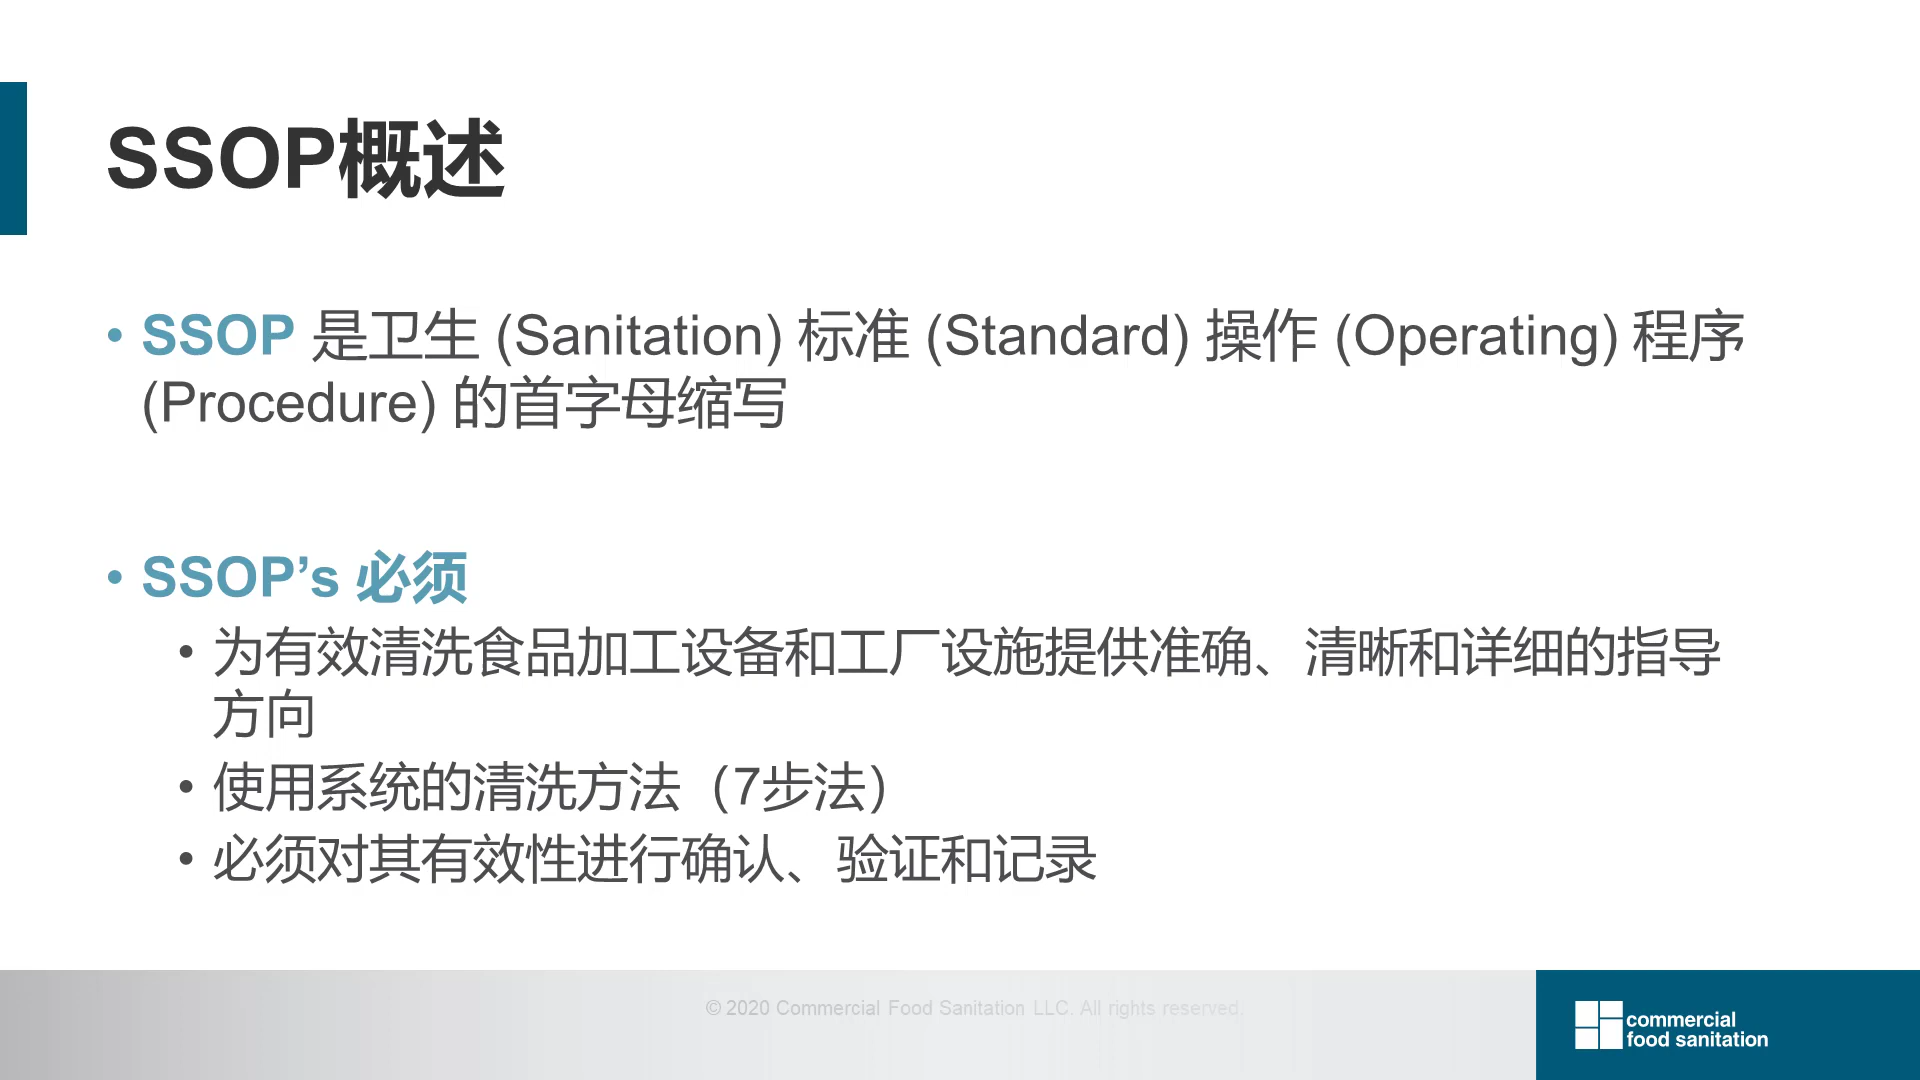 SSOP概述
• SSOP 是卫生 (Sanitation) 标准 (Standard) 操作 (Operating) 程序
(Procedure) 的首字母缩写
• SSOP’s 必须
• 为有效清洗食品加工设备和工厂设施提供准确、清晰和详细的指导
方向
• 使用系统的清洗方法（7步法）
• 必须对其有效性进行确认、验证和记录
© 2020 Commercial Food Sanitation LLC. All rights reserved.
commercial
food sanitation